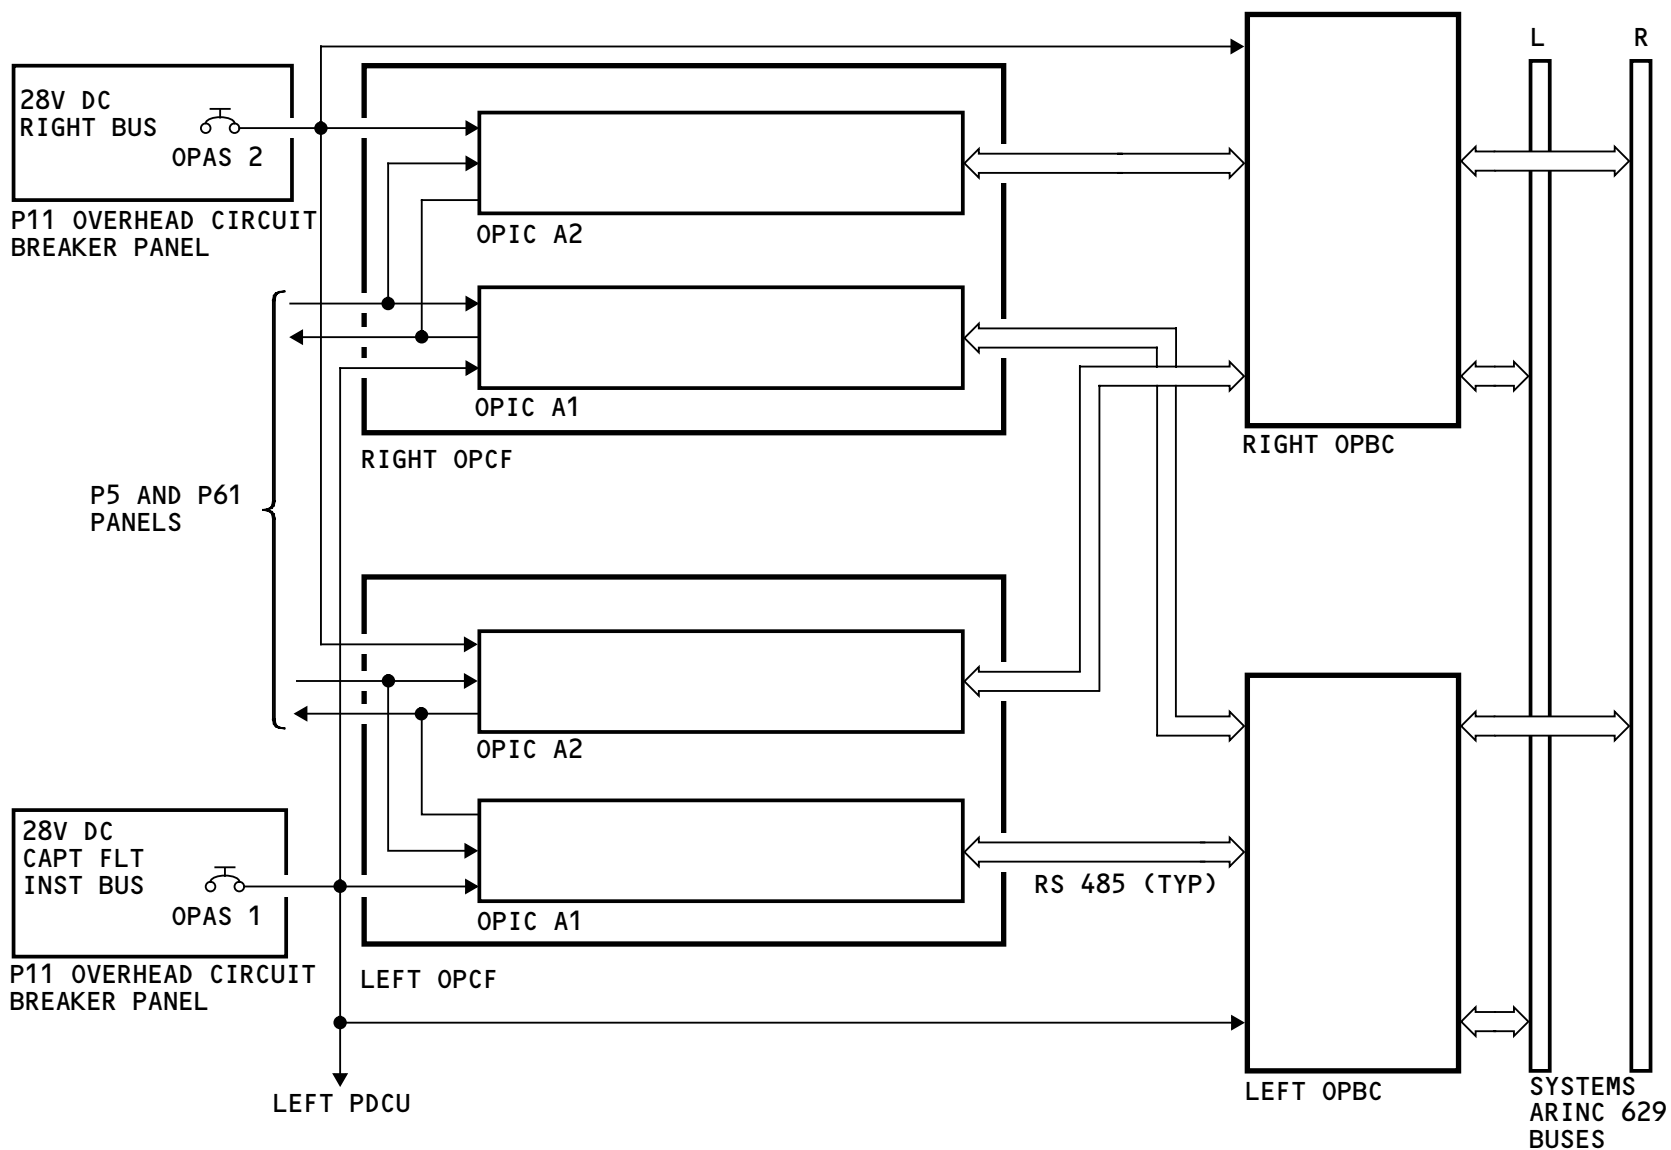 L
R
28V DC
RIGHT BUS
OPAS 2
P11 OVERHEAD CIRCUIT
BREAKER PANEL
OPIC A2
OPIC A1
RIGHT OPCF
RIGHT OPBC
P5 AND P61
PANELS
OPIC A2
28V DC
CAPT FLT
INST BUS
OPAS 1
RS 485 (TYP)
OPIC A1
P11 OVERHEAD CIRCUIT
BREAKER PANEL
LEFT OPCF
LEFT PDCU
LEFT OPBC
SYSTEMS
ARINC 629
BUSES